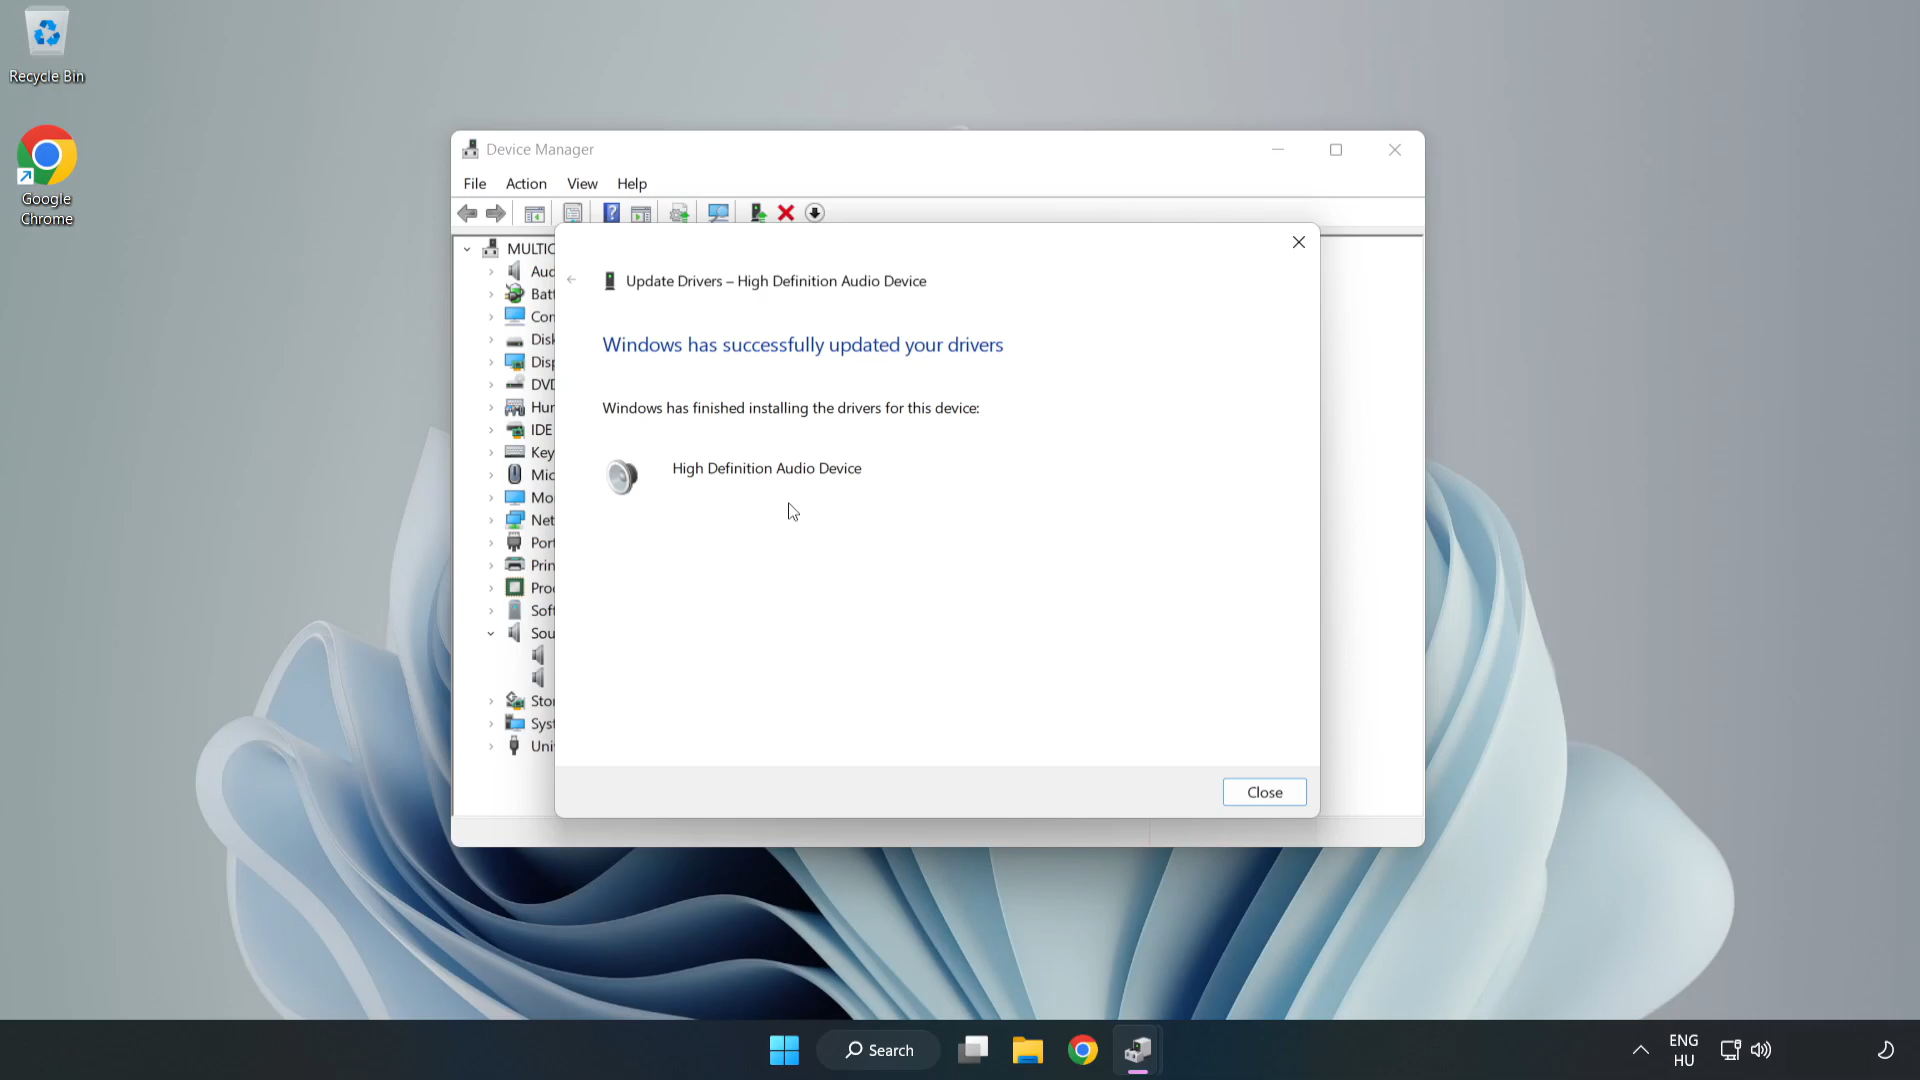 Recycle Bin
Google
Chrome
Device Manager
File Action View Help
Update Drivers – High Definition Audio Device
Windows has successfully updated your drivers
Windows has finished installing the drivers for this device:
High Definition Audio Device
Close
MULTIC
Aud
Batt
Con
Disk
Disp
DVD
Hur
IDE
Key
Mic
Mo
Net
Port
Prin
Proc
Soft
Sou
Stor
Syst
Uni
Search
ENG
HU